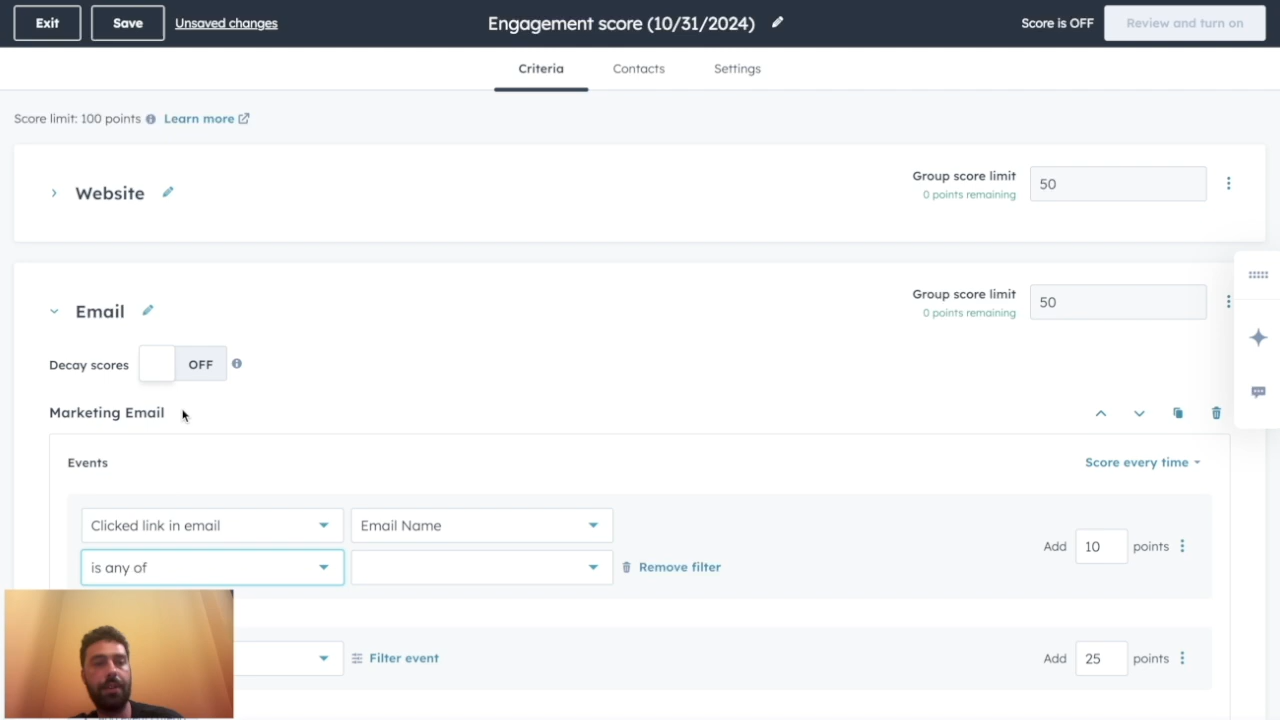 Exit Save Unsaved changes Engagement score (10/31/2024) Score is OFF Review and turn on
Criteria Contacts Settings
Score limit: 100 points Learn more
Website Group score limit 50
0 points remaining
Email Group score limit 50
0 points remaining
Decay scores OFF
Marketing Email
Events Score every time
Clicked link in email Email Name
Add 10 points
is any of Remove filter
Filter event Add 25 points